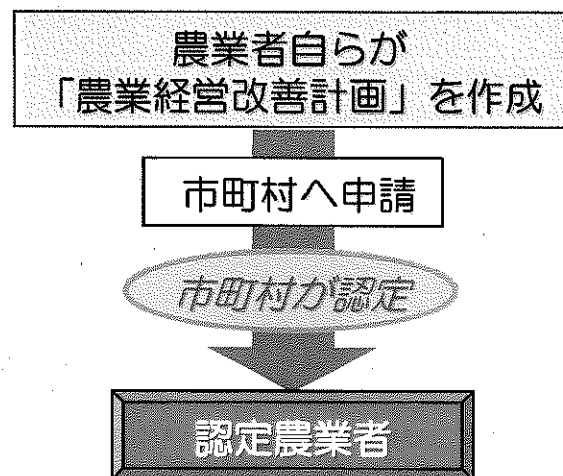 農業者自らが
「農業経営改善計画」を作成
市町村へ申請
市町村が認定
認定農業者